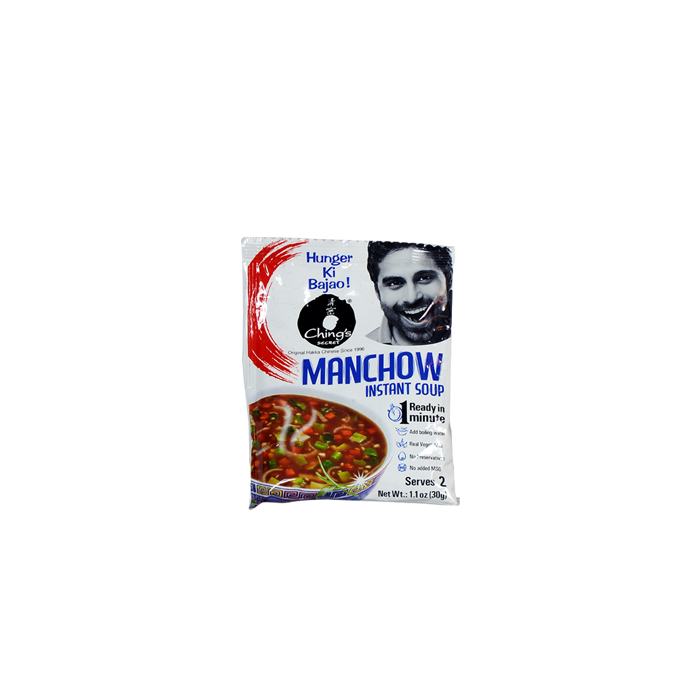 Hunger
Ki
Bajao!
®
Ching's
SECRET
Original Hakka Chinese Since 1996
MANCHOW
INSTANT SOUP
1 Ready in
minute
Add boiling water
Real Vegetables
No Preservatives
No added MSG
Serves 2
Net Wt.: 1.1 oz (30g)